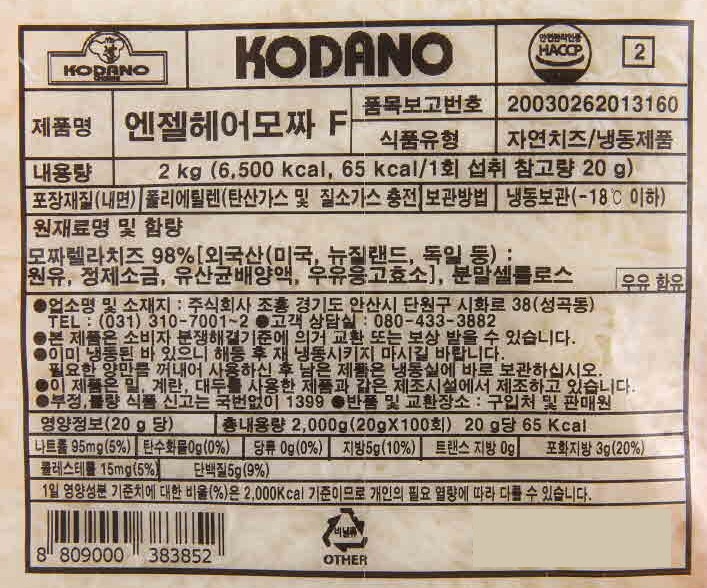 KODANO
KODANO
안전관리인증
HACCP
2
제품명
엔젤헤어모짜 F
품목보고번호
20030262013160
식품유형
자연치즈/냉동제품
내용량
2 kg (6,500 kcal, 65 kcal/1회 섭취 참고량 20 g)
포장재질(내면)
폴리에틸렌(탄산가스 및 질소가스 충전)
보관방법
냉동보관(-18℃ 이하)
원재료명 및 함량
모짜렐라치즈 98%[외국산(미국, 뉴질랜드, 독일 등) :
원유, 정제소금, 유산균배양액, 우유응고효소], 분말셀룰로스
우유 함유
●업소명 및 소재지 : 주식회사 조흥 경기도 안산시 단원구 시화로 38(성곡동)
TEL : (031) 310-7001~2 ●고객 상담실 : 080-433-3882
●본 제품은 소비자 분쟁해결기준에 의거 교환 또는 보상 받을 수 있습니다.
●이미 냉동된 바 있으니 해동 후 재 냉동시키지 마시길 바랍니다.
필요한 양만큼 꺼내어 사용하신 후 남은 제품은 냉동실에 바로 보관하십시오.
●이 제품은 밀, 계란, 대두를 사용한 제품과 같은 제조시설에서 제조하고 있습니다.
●부정,불량 식품 신고는 국번없이 1399 ●반품 및 교환장소 : 구입처 및 판매원
영양정보(20 g 당)
총내용량 2,000g(20gX100회) 20 g당 65 Kcal
나트륨 95mg(5%)
탄수화물0g(0%)
당류 0g(0%)
지방5g(10%)
트랜스 지방 0g
포화지방 3g(20%)
콜레스테롤 15mg(5%)
단백질5g(9%)
1일 영양성분 기준치에 대한 비율(%)은 2,000Kcal 기준이므로 개인의 필요 열량에 따라 다를 수 있습니다.
8 809000 383852
비닐류
OTHER